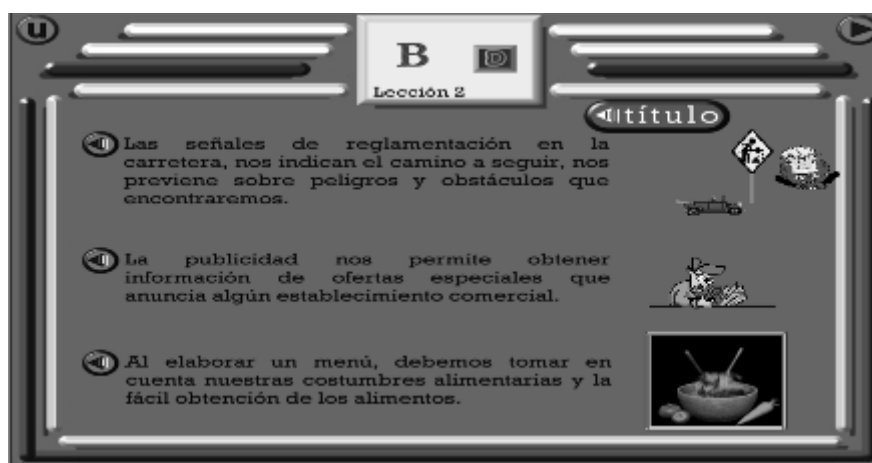 u
B D
Lección 2
título
Las señales de reglamentación en la
carretera, nos indican el camino a seguir, nos
previene sobre peligros y obstáculos que
encontraremos.
La publicidad nos permite obtener
información de ofertas especiales que
anuncia algún establecimiento comercial.
Al elaborar un menú, debemos tomar en
cuenta nuestras costumbres alimentarias y la
fácil obtención de los alimentos.